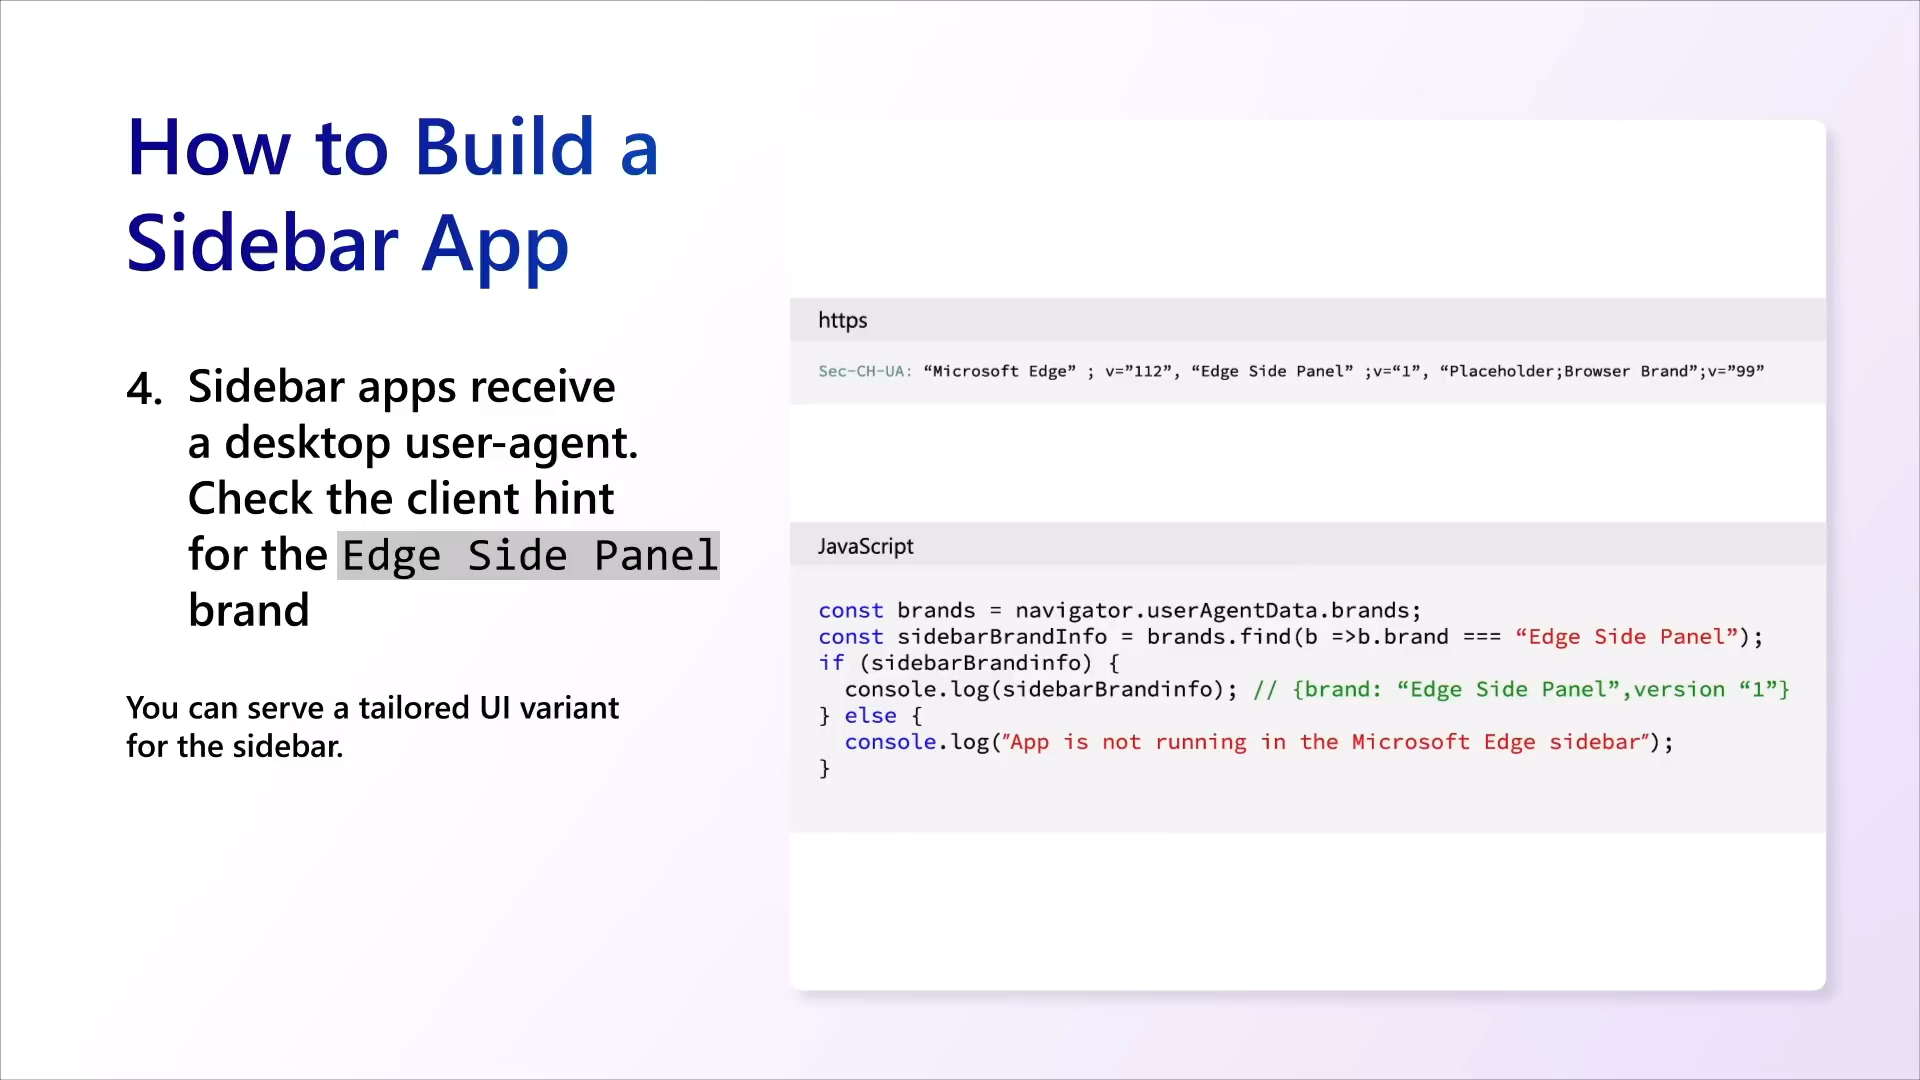 How to Build a
Sidebar App
4. Sidebar apps receive
a desktop user-agent.
Check the client hint
for the Edge Side Panel
brand
You can serve a tailored UI variant
for the sidebar.
https
Sec-CH-UA: “Microsoft Edge” ; v=”112”, “Edge Side Panel” ;v=“1”, “Placeholder;Browser Brand”;v=”99”
JavaScript
const brands = navigator.userAgentData.brands;
const sidebarBrandInfo = brands.find(b =>b.brand === “Edge Side Panel”);
if (sidebarBrandinfo) {
  console.log(sidebarBrandinfo); // {brand: “Edge Side Panel”,version “1”}
} else {
  console.log(″App is not running in the Microsoft Edge sidebar″);
}